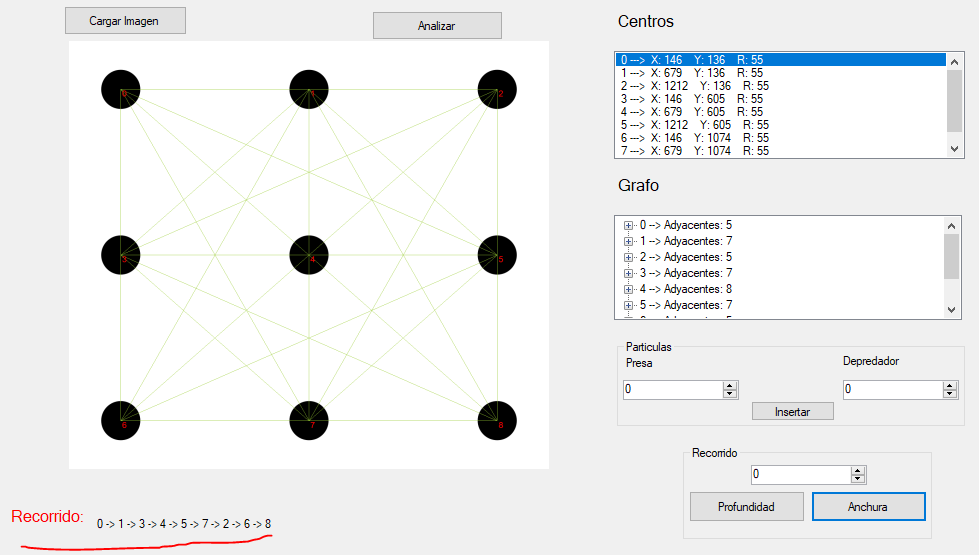 Cargar Imagen
Analizar
Centros
0 ---> X: 146 Y: 136 R: 55
1 ---> X: 679 Y: 136 R: 55
2 ---> X: 1212 Y: 136 R: 55
3 ---> X: 146 Y: 605 R: 55
4 ---> X: 679 Y: 605 R: 55
5 ---> X: 1212 Y: 605 R: 55
6 ---> X: 146 Y: 1074 R: 55
7 ---> X: 679 Y: 1074 R: 55
0 1 2
3 4 5
6 7 8
Grafo
0 --> Adyacentes: 5
1 --> Adyacentes: 7
2 --> Adyacentes: 5
3 --> Adyacentes: 7
4 --> Adyacentes: 8
5 --> Adyacentes: 7
Particulas
Presa
Depredador
0
0
Insertar
Recorrido
0
Profundidad
Anchura
Recorrido: 0 -> 1 -> 3 -> 4 -> 5 -> 7 -> 2 -> 6 -> 8